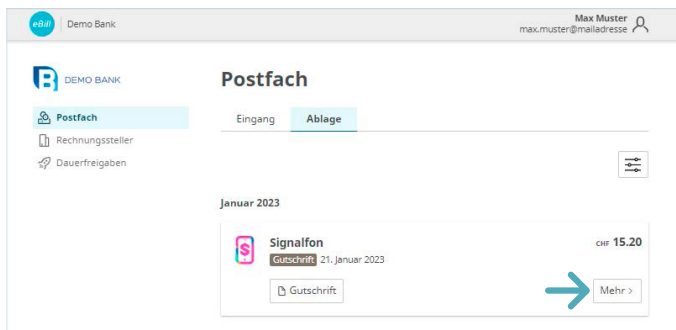 eBill Demo Bank
Max Muster
max.muster@mailadresse
DEMO BANK
Postfach
Rechnungssteller
Dauerfreigaben
Postfach
Eingang Ablage
Januar 2023
Signalfon CHF 15.20
Gutschrift 21. Januar 2023
Gutschrift Mehr >